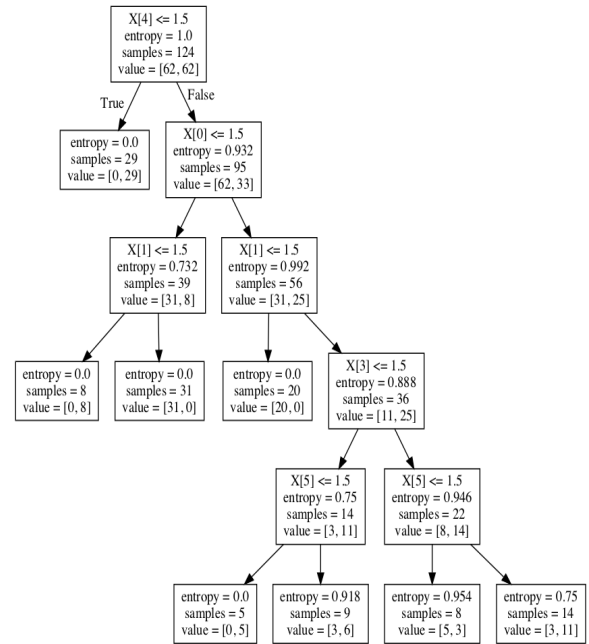 X[4] <= 1.5
entropy = 1.0
samples = 124
value = [62, 62]
True
False
entropy = 0.0
samples = 29
value = [0, 29]
X[0] <= 1.5
entropy = 0.932
samples = 95
value = [62, 33]
X[1] <= 1.5
entropy = 0.732
samples = 39
value = [31, 8]
X[1] <= 1.5
entropy = 0.992
samples = 56
value = [31, 25]
entropy = 0.0
samples = 8
value = [0, 8]
entropy = 0.0
samples = 31
value = [31, 0]
entropy = 0.0
samples = 20
value = [20, 0]
X[3] <= 1.5
entropy = 0.888
samples = 36
value = [11, 25]
X[5] <= 1.5
entropy = 0.75
samples = 14
value = [3, 11]
X[5] <= 1.5
entropy = 0.946
samples = 22
value = [8, 14]
entropy = 0.0
samples = 5
value = [0, 5]
entropy = 0.918
samples = 9
value = [3, 6]
entropy = 0.954
samples = 8
value = [5, 3]
entropy = 0.75
samples = 14
value = [3, 11]